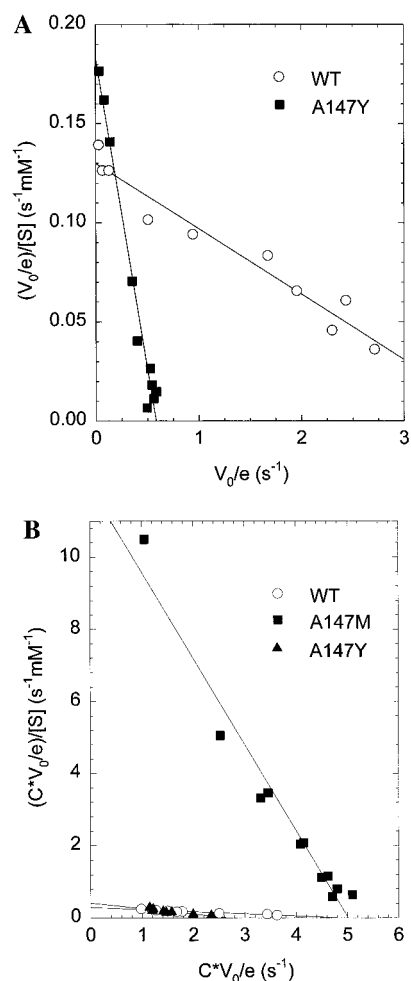 A
0.20
0.15
0.10
0.05
0.00
(V₀/e)/[S] (s⁻¹mM⁻¹)
WT
A147Y
0 1 2 3
V₀/e (s⁻¹)
B
10
8
6
4
2
0
(C*V₀/e)/[S] (s⁻¹mM⁻¹)
WT
A147M
A147Y
0 1 2 3 4 5 6
C*V₀/e (s⁻¹)